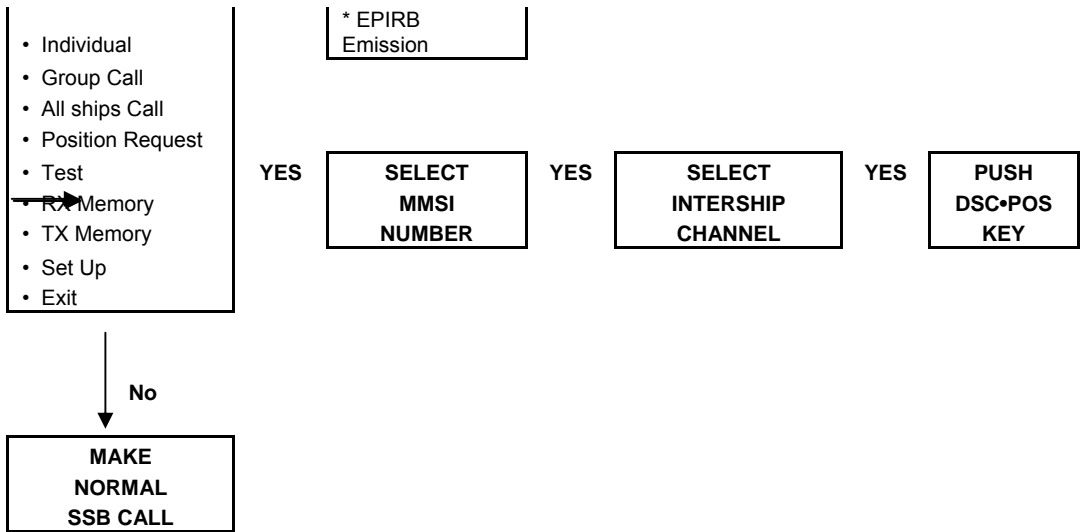 * EPIRB
Emission
• Individual
• Group Call
• All ships Call
• Position Request
• Test
• RX Memory
• TX Memory
• Set Up
• Exit
YES
SELECT
MMSI
NUMBER
YES
SELECT
INTERSHIP
CHANNEL
YES
PUSH
DSC•POS
KEY
No
MAKE
NORMAL
SSB CALL